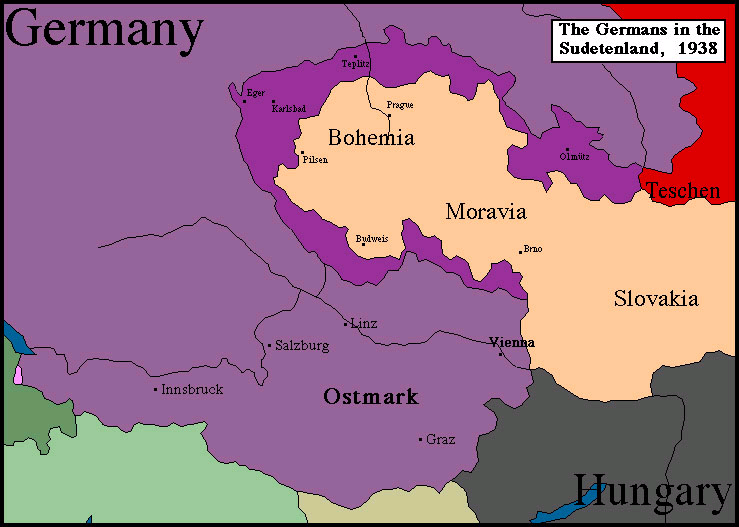 Germany
The Germans in the
Sudetenland, 1938
Teplitz
Eger
Karlsbad
Prague
Bohemia
Pilsen
Olmütz
Teschen
Moravia
Budweis
Brno
Slovakia
Linz
Salzburg
Vienna
Innsbruck
Ostmark
Graz
Hungary